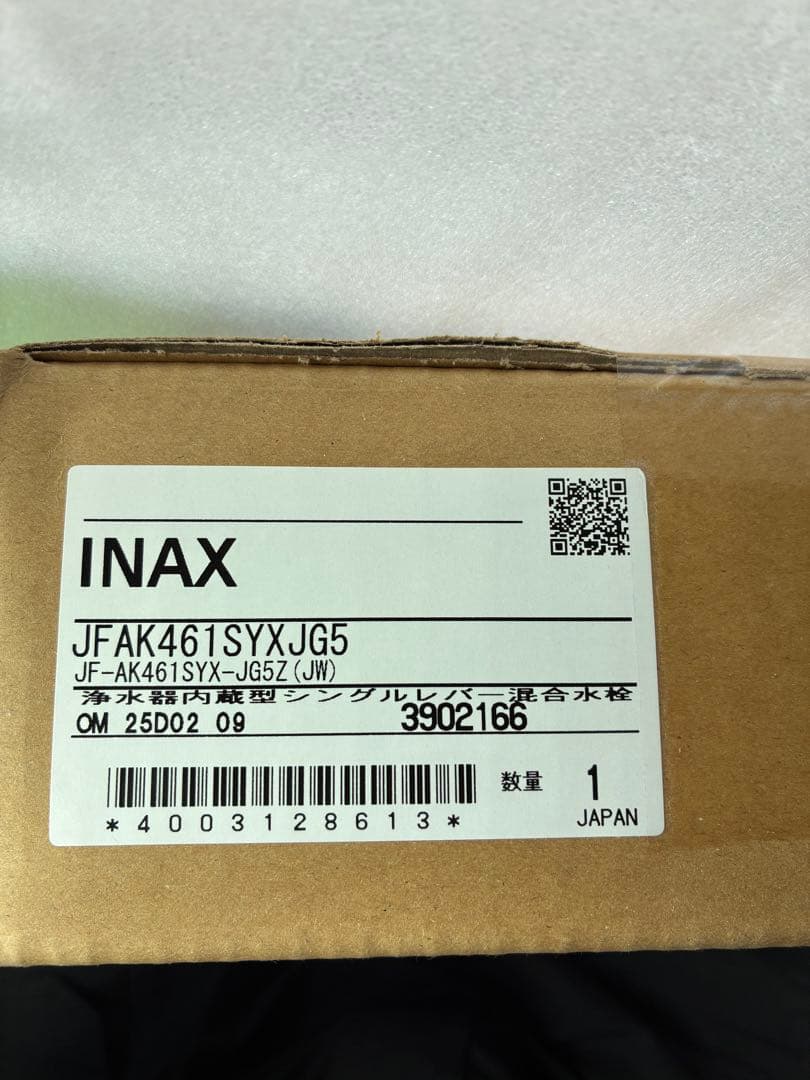 INAX
JFAK461SYXJG5
JF-AK461SYX-JG5Z(JW)
浄水器内蔵型シングルレバー混合水栓
OM 25D02 09 3902166
*4003128613* 数量 1
JAPAN